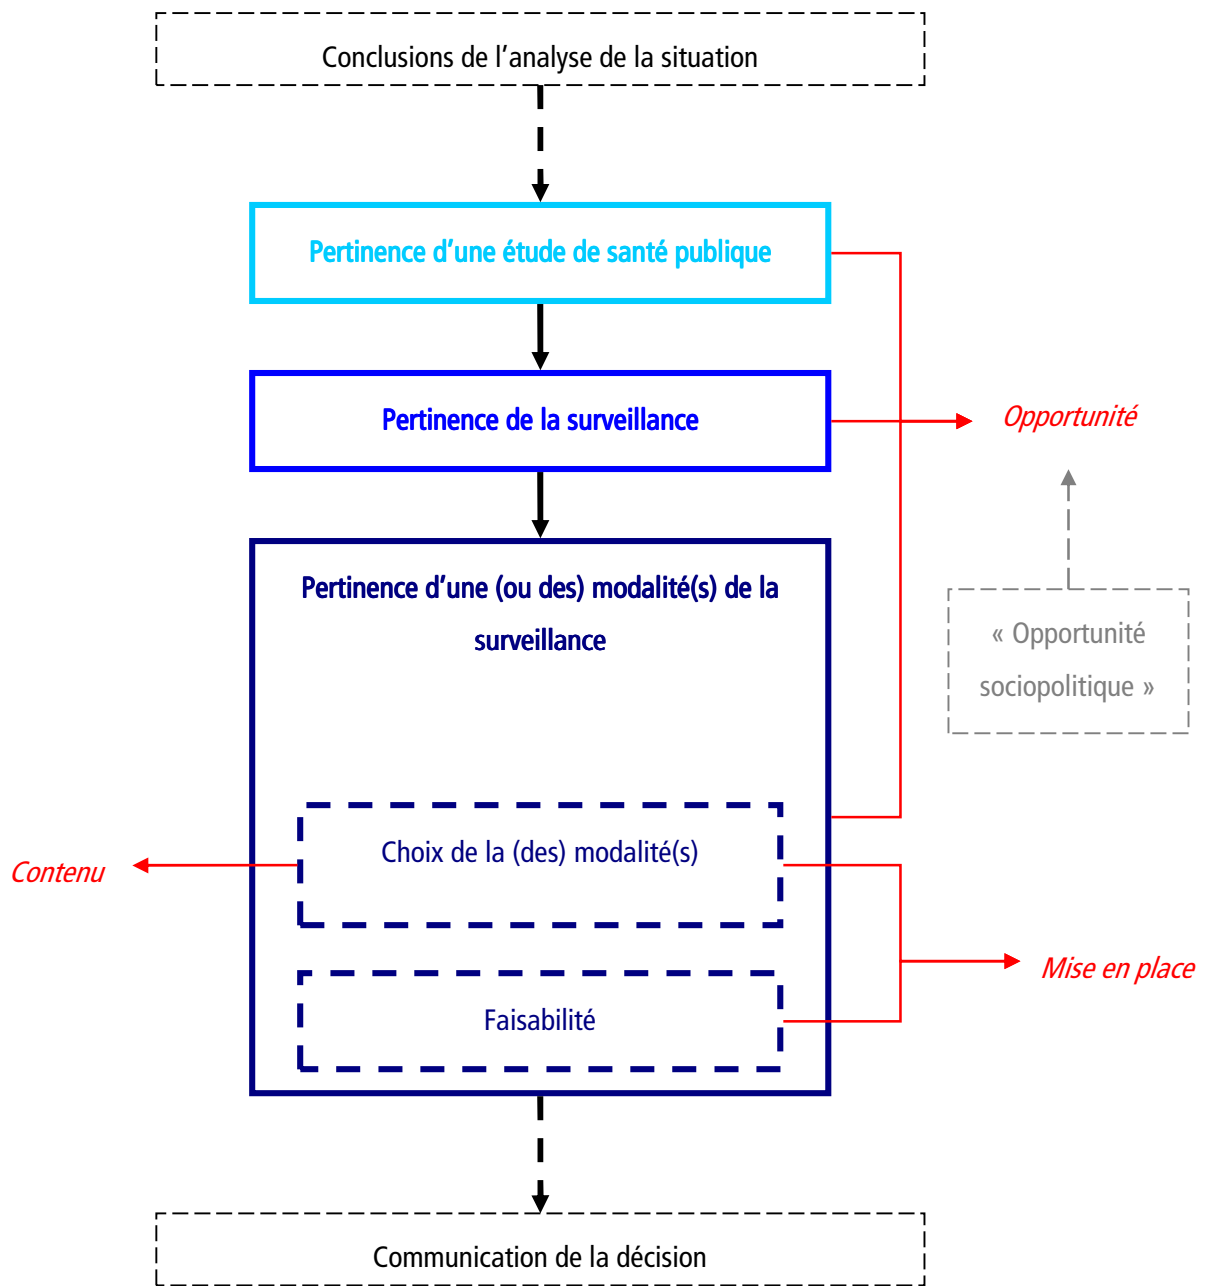 Conclusions de l’analyse de la situation
Pertinence d’une étude de santé publique
Pertinence de la surveillance
Opportunité
Pertinence d’une (ou des) modalité(s) de la
surveillance
« Opportunité
sociopolitique »
Choix de la (des) modalité(s)
Contenu
Mise en place
Faisabilité
Communication de la décision